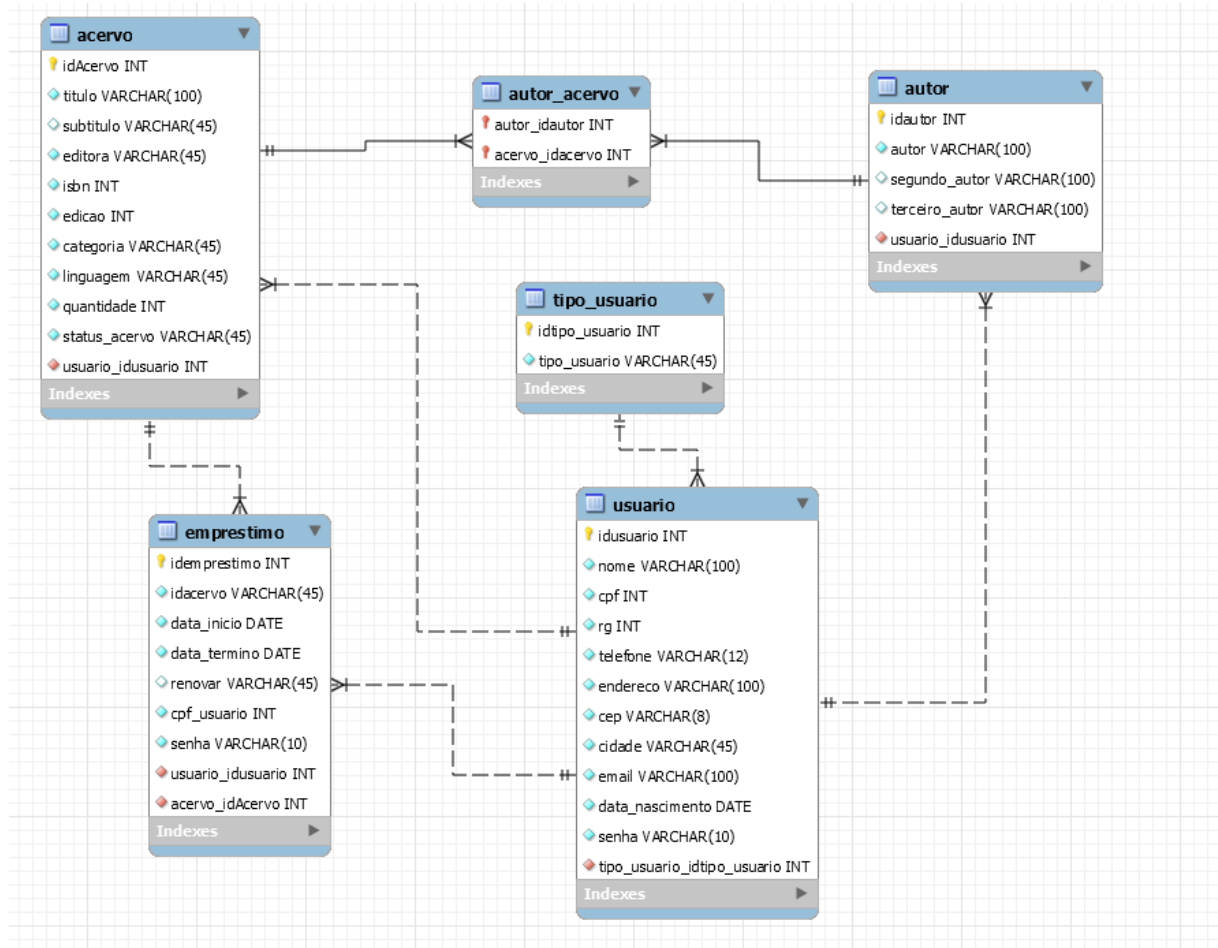 acervo
idAcervo INT
titulo VARCHAR(100)
subtitulo VARCHAR(45)
editora VARCHAR(45)
isbn INT
edicao INT
categoria VARCHAR(45)
linguagem VARCHAR(45)
quantidade INT
status_acervo VARCHAR(45)
usuario_idusuario INT
Indexes
autor_acervo
autor_idautor INT
acervo_idacervo INT
Indexes
autor
idautor INT
autor VARCHAR(100)
segundo_autor VARCHAR(100)
terceiro_autor VARCHAR(100)
usuario_idusuario INT
Indexes
tipo_usuario
idtipo_usuario INT
tipo_usuario VARCHAR(45)
Indexes
emprestimo
idemprestimo INT
idacervo VARCHAR(45)
data_inicio DATE
data_termino DATE
renovar VARCHAR(45)
cpf_usuario INT
senha VARCHAR(10)
usuario_idusuario INT
acervo_idAcervo INT
Indexes
usuario
idusuario INT
nome VARCHAR(100)
cpf INT
rg INT
telefone VARCHAR(12)
endereco VARCHAR(100)
cep VARCHAR(8)
cidade VARCHAR(45)
email VARCHAR(100)
data_nascimento DATE
senha VARCHAR(10)
tipo_usuario_idtipo_usuario INT
Indexes